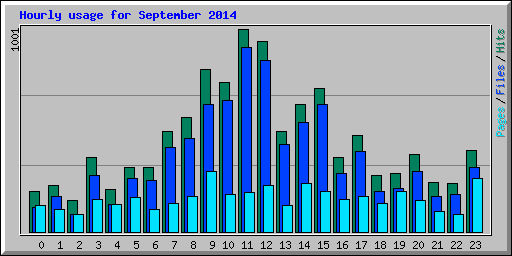 Hourly usage for September 2014
1001
Pages/Files/Hits
0 1 2 3 4 5 6 7 8 9 10 11 12 13 14 15 16 17 18 19 20 21 22 23